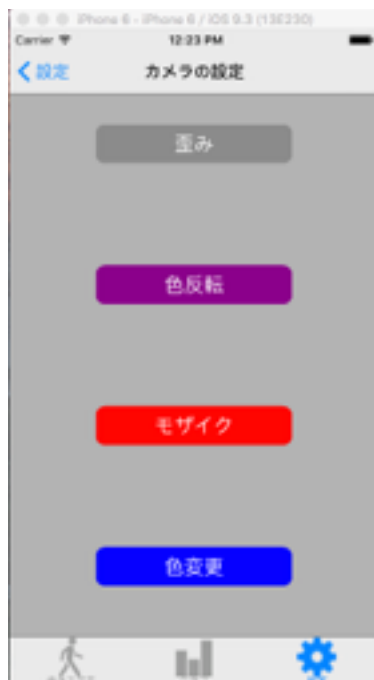 iPhone 6 - iPhone 6 / iOS 9.3 (13E230)
Carrier
12:23 PM
設定
カメラの設定
歪み
色反転
モザイク
色変更